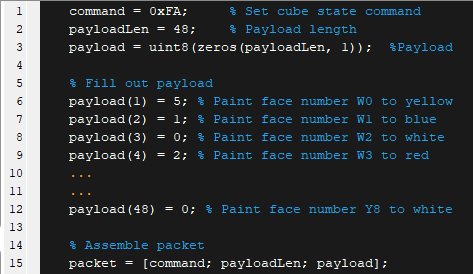 1 command = 0xFA; % Set cube state command
2 payloadLen = 48; % Payload length
3 payload = uint8(zeros(payloadLen, 1)); %Payload
4
5 % Fill out payload
6 payload(1) = 5; % Paint face number W0 to yellow
7 payload(2) = 1; % Paint face number W1 to blue
8 payload(3) = 0; % Paint face number W2 to white
9 payload(4) = 2; % Paint face number W3 to red
10 ...
11 ...
12 payload(48) = 0; % Paint face number Y8 to white
13
14 % Assemble packet
15 packet = [command; payloadLen; payload];